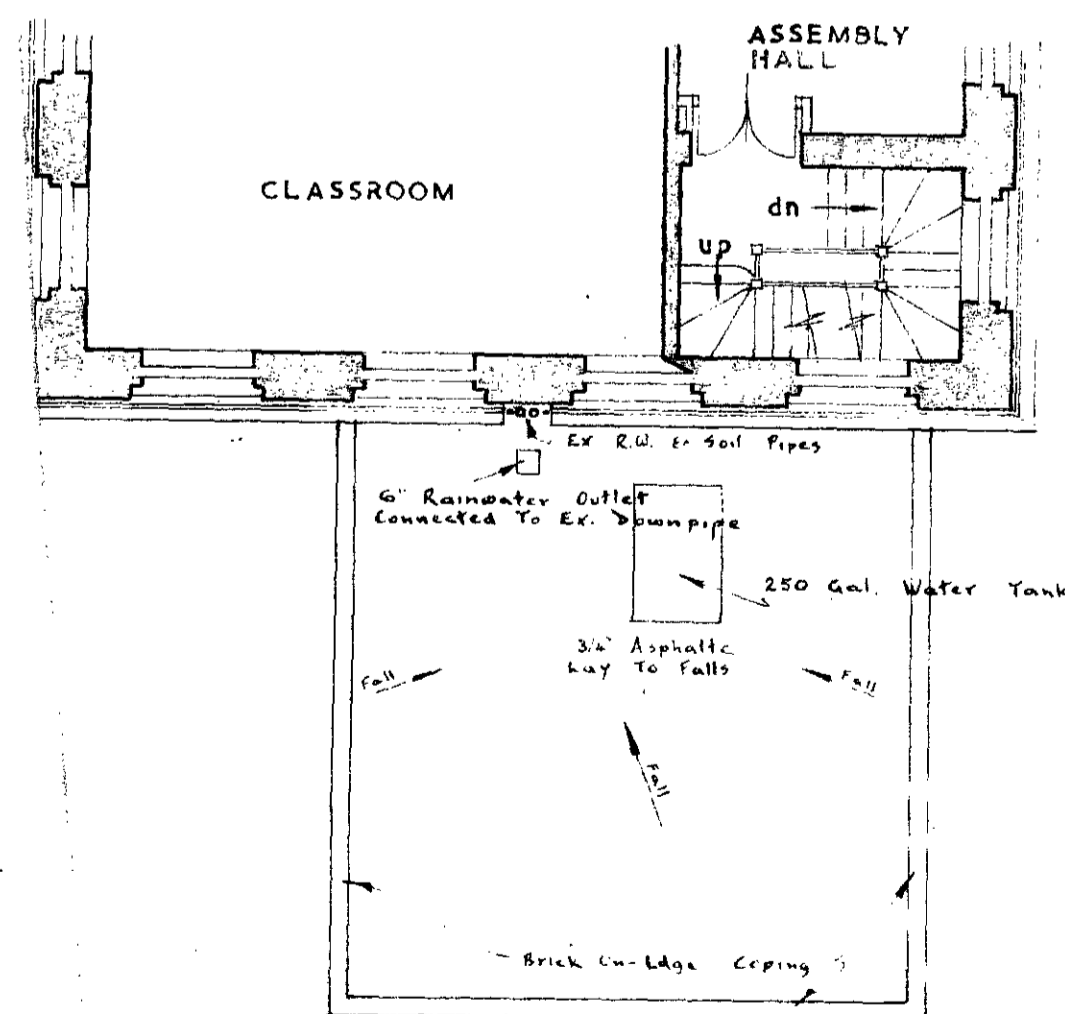 ASSEMBLY
HALL
CLASSROOM
dn
up
Ex R.W. & Soil Pipes
6" Rainwater Outlet
Connected To Ex. Downpipe
250 Gal. Water Tank
3/4" Asphalte
Lay To Falls
Fall
Fall
Fall
Brick on-Edge Coping